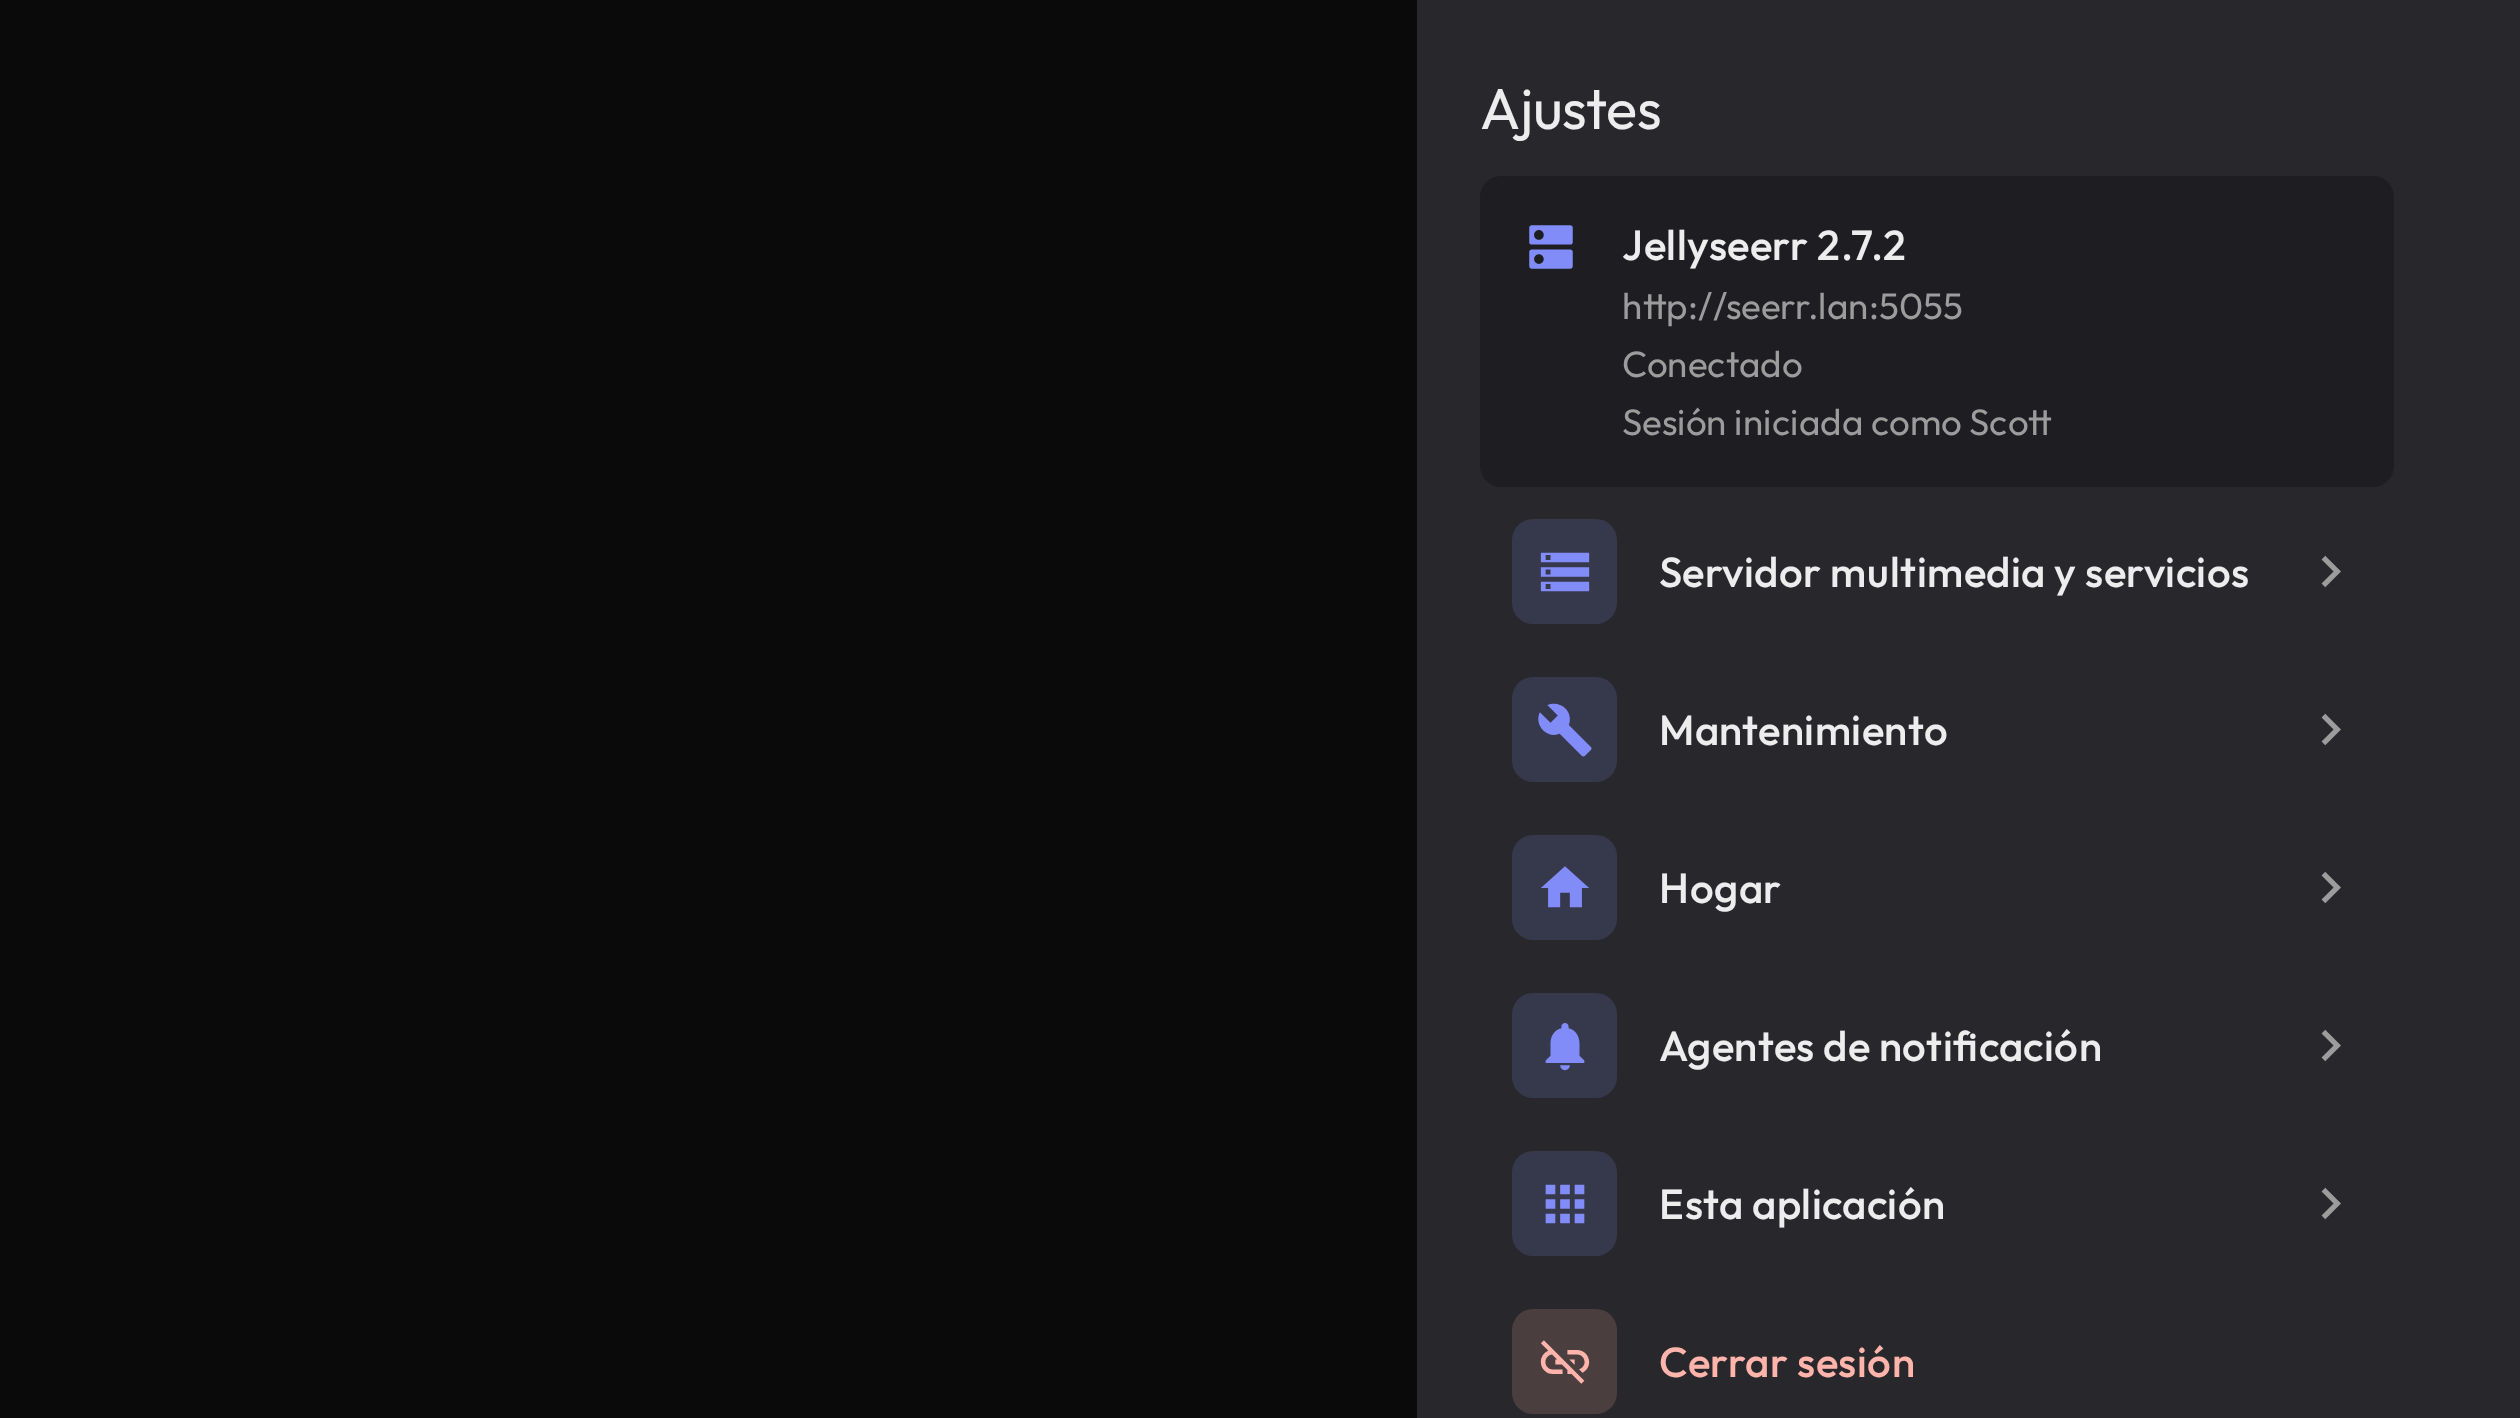 Ajustes
Jellyseerr 2.7.2
http://seerr.lan:5055
Conectado
Sesión iniciada como Scott
Servidor multimedia y servicios
Mantenimiento
Hogar
Agentes de notificación
Esta aplicación
Cerrar sesión